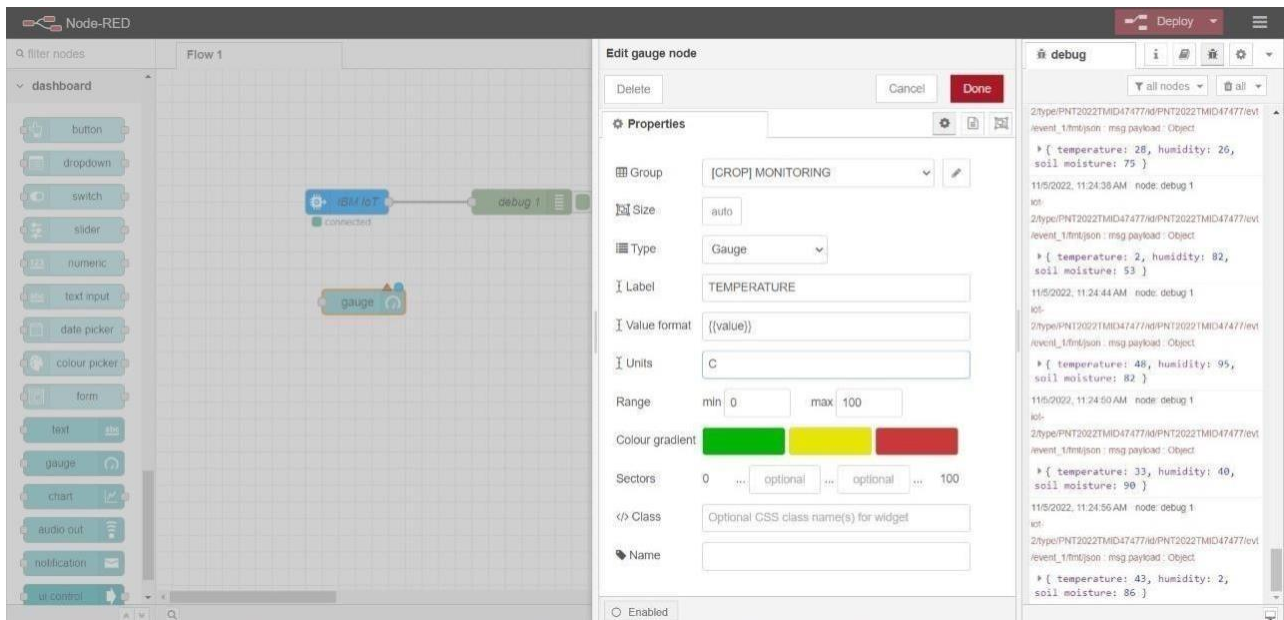 Node-RED
Deploy
filter nodes
dashboard
button
dropdown
switch
slider
numeric
text input
date picker
colour picker
form
text
abc
gauge
chart
audio out
notification
ui control
Flow 1
IBM IoT
connected
debug 1
gauge
Edit gauge node
Delete
Cancel
Done
Properties
Group
[CROP] MONITORING
Size
auto
Type
Gauge
Label
TEMPERATURE
Value format
{{value}}
Units
C
Range
min 0
max 100
Colour gradient
Sectors
0 ... optional ... optional ... 100
</> Class
Optional CSS class name(s) for widget
Name
Enabled
debug
i
all nodes
all
2/type/PNT2022TMID47477/id/PNT2022TMID47477/evt
/event_1/fmt/json : msg.payload : Object
{ temperature: 28, humidity: 26,
soil moisture: 75 }
11/5/2022, 11:24:38 AM node: debug 1
iot-
2/type/PNT2022TMID47477/id/PNT2022TMID47477/evt
/event_1/fmt/json : msg.payload : Object
{ temperature: 2, humidity: 82,
soil moisture: 53 }
11/5/2022, 11:24:44 AM node: debug 1
iot-
2/type/PNT2022TMID47477/id/PNT2022TMID47477/evt
/event_1/fmt/json : msg.payload : Object
{ temperature: 48, humidity: 95,
soil moisture: 82 }
11/5/2022, 11:24:50 AM node: debug 1
iot-
2/type/PNT2022TMID47477/id/PNT2022TMID47477/evt
/event_1/fmt/json : msg.payload : Object
{ temperature: 33, humidity: 40,
soil moisture: 90 }
11/5/2022, 11:24:56 AM node: debug 1
iot-
2/type/PNT2022TMID47477/id/PNT2022TMID47477/evt
/event_1/fmt/json : msg.payload : Object
{ temperature: 43, humidity: 2,
soil moisture: 86 }